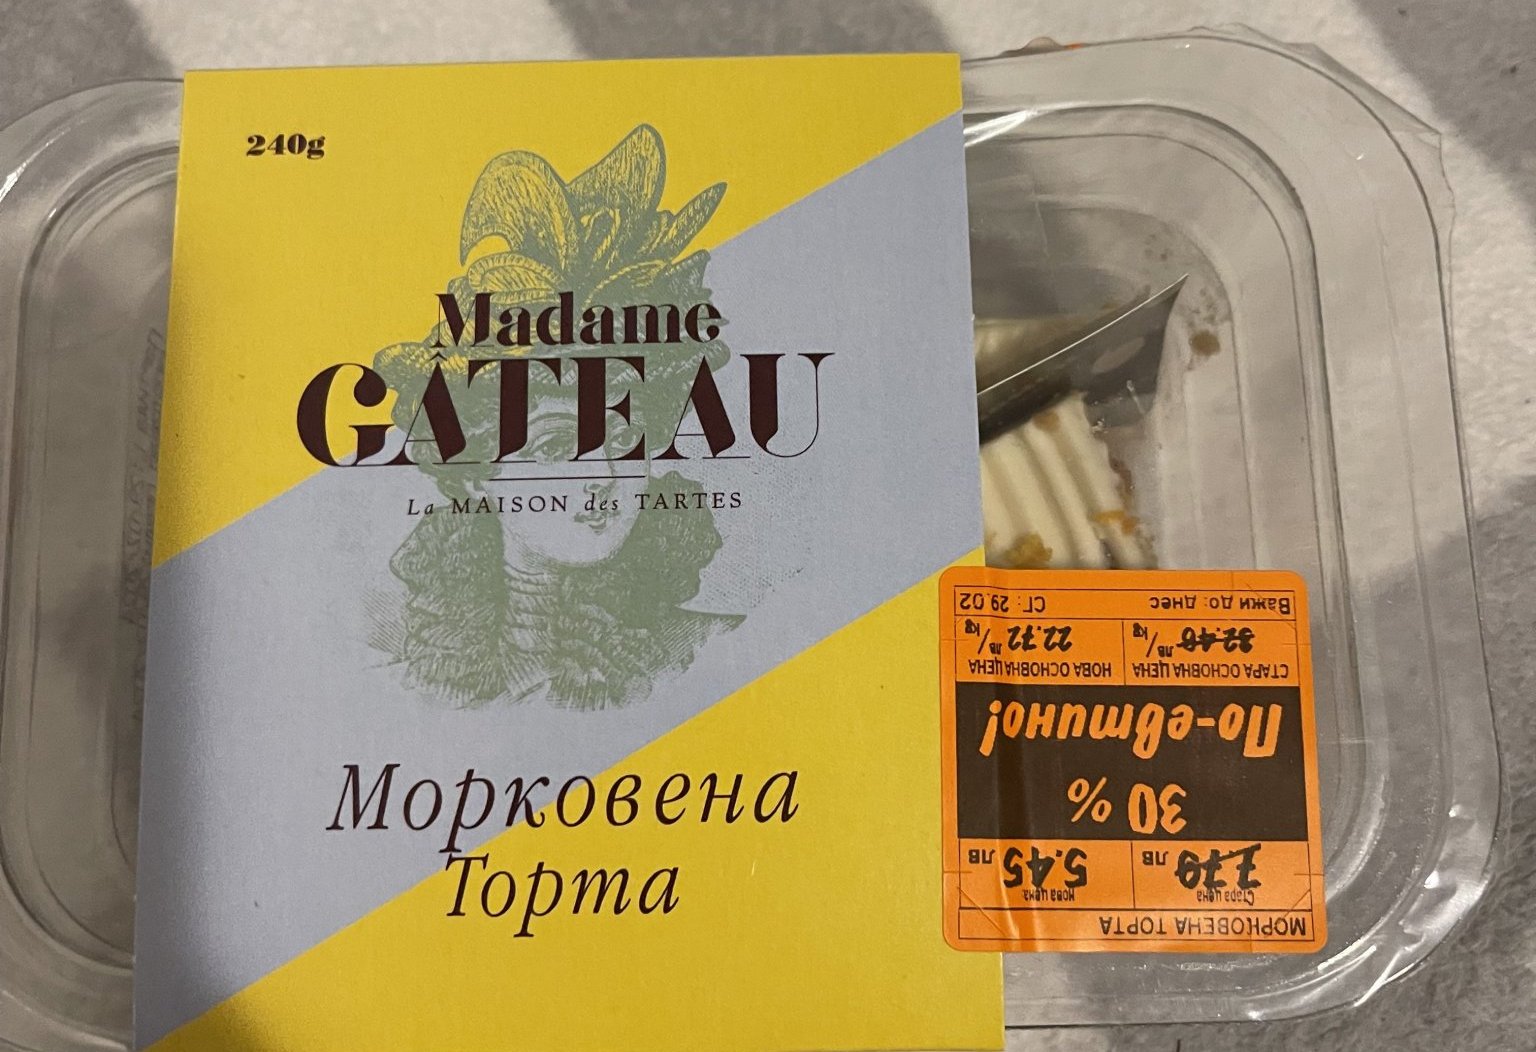 240g
Madame
GÂTEAU
La MAISON des TARTES
Морковена
Торта
МОРКОВЕНА ТОРТА
Стара цена
Нова цена
7.79 лв
5.45 лв
30 %
По-евтино!
СТАРА ОСНОВНА ЦЕНА
НОВА ОСНОВНА ЦЕНА
32.46 лв/kg
22.72 лв/kg
Важи до: днес
СГ: 29.02